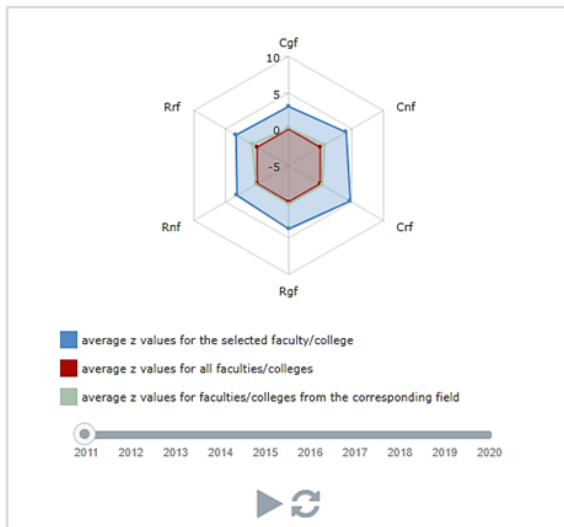 Cgf
10
Rrf
5
Cnf
0
-5
Rnf
Crf
Rgf
average z values for the selected faculty/college
average z values for all faculties/colleges
average z values for faculties/colleges from the corresponding field
2011 2012 2013 2014 2015 2016 2017 2018 2019 2020